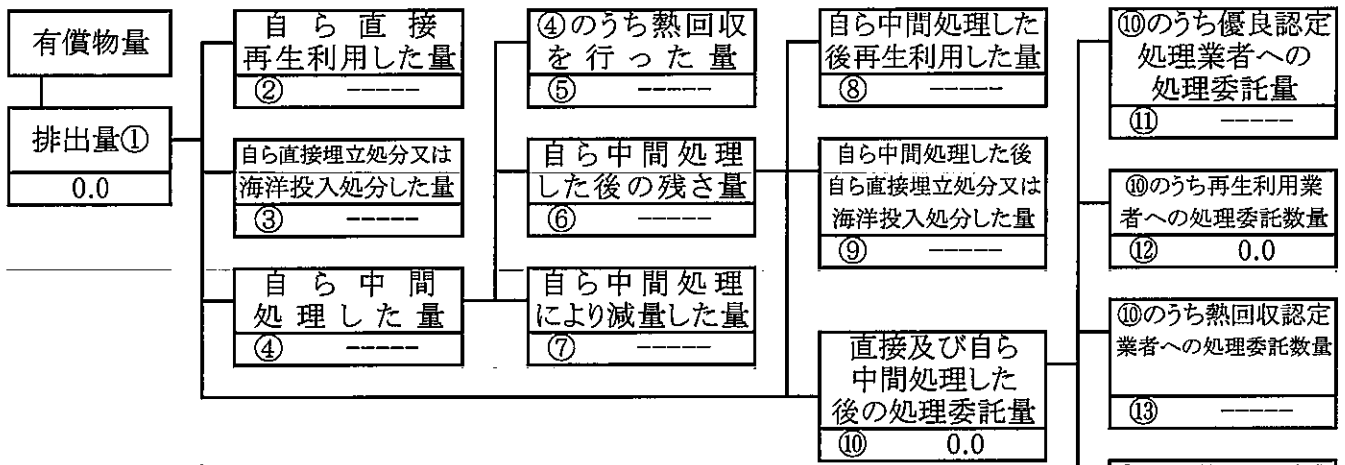 有償物量
排出量①
0.0
自ら直接
再生利用した量
② -----
自ら直接埋立処分又は
海洋投入処分した量
③ -----
自ら中間
処理した量
④ -----
④のうち熱回収
を行った量
⑤ -----
自ら中間処理
した後の残さ量
⑥ -----
自ら中間処理
により減量した量
⑦ -----
自ら中間処理した
後再生利用した量
⑧ -----
自ら中間処理した後
自ら直接埋立処分又は
海洋投入処分した量
⑨ -----
直接及び自ら
中間処理した
後の処理委託量
⑩ 0.0
⑩のうち優良認定
処理業者への
処理委託量
⑪ -----
⑩のうち再生利用業
者への処理委託数量
⑫ 0.0
⑩のうち熱回収認定
業者への処理委託数量
⑬ -----